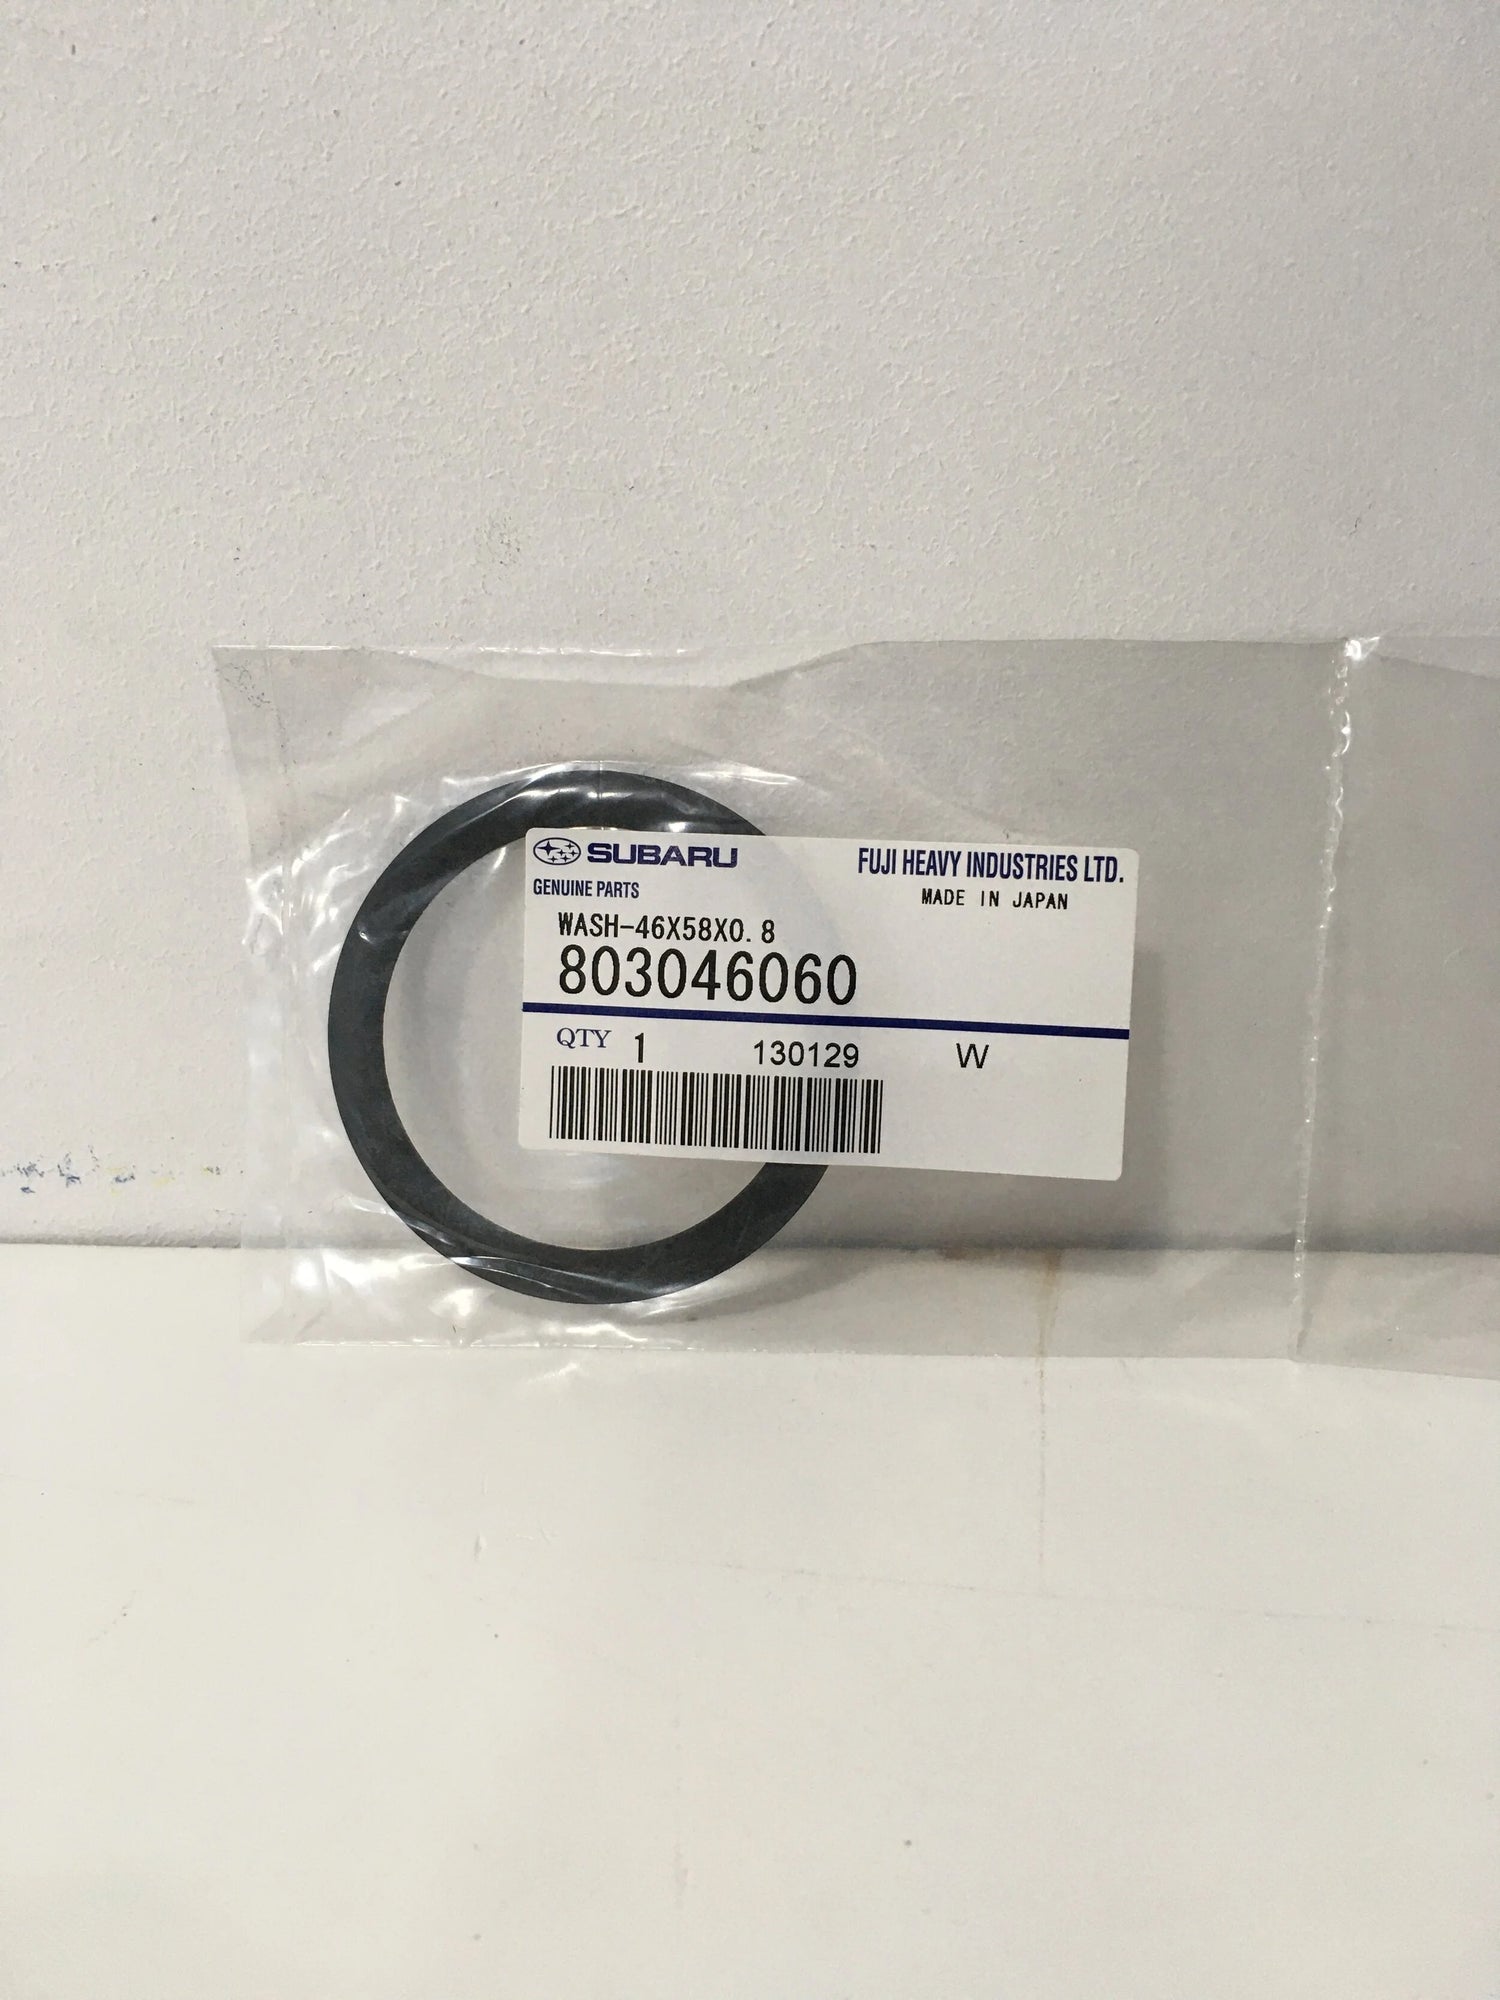 SUBARU FUJI HEAVY INDUSTRIES LTD.
GENUINE PARTS MADE IN JAPAN
WASH-46X58X0.8
803046060
QTY 1 130129 W